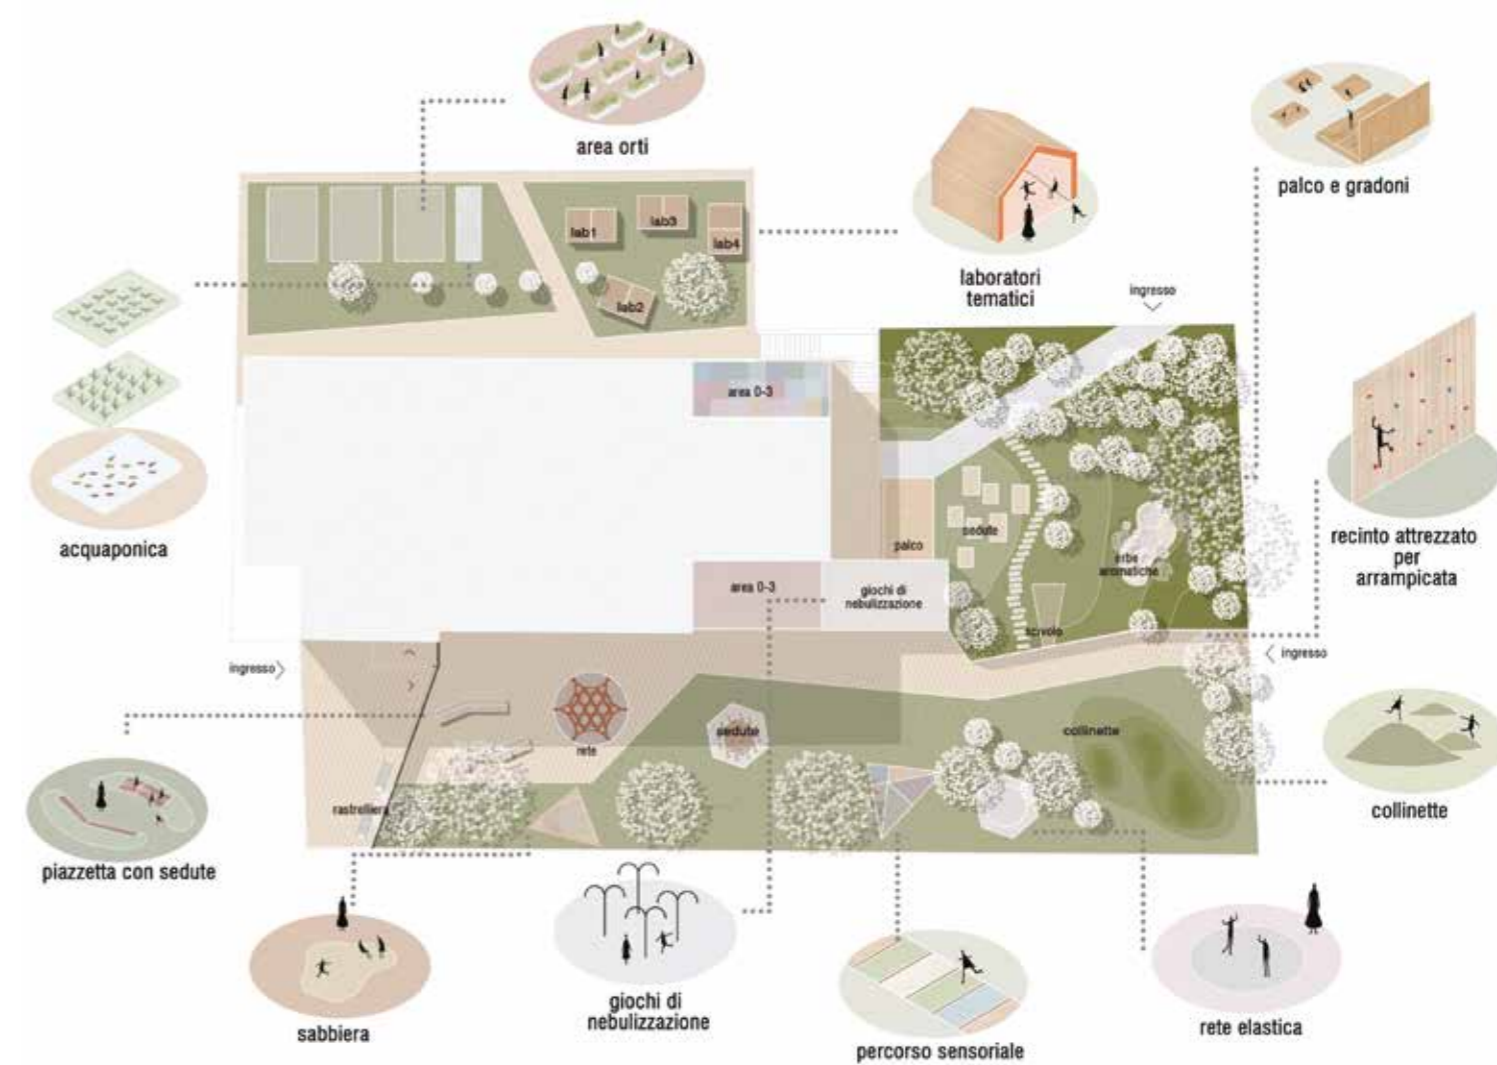 area orti
palco e gradoni
lab1
lab3
lab4
lab2
laboratori
tematici
ingresso
area 0-3
acquaponica
sedute
palco
erbe
aromatiche
recinto attrezzato
per
arrampicata
area 0-3
giochi di
nebulizzazione
scivolo
ingresso
ingresso
rete
sedute
collinette
rastrelliera
collinette
piazzetta con sedute
sabbiera
giochi di
nebulizzazione
percorso sensoriale
rete elastica